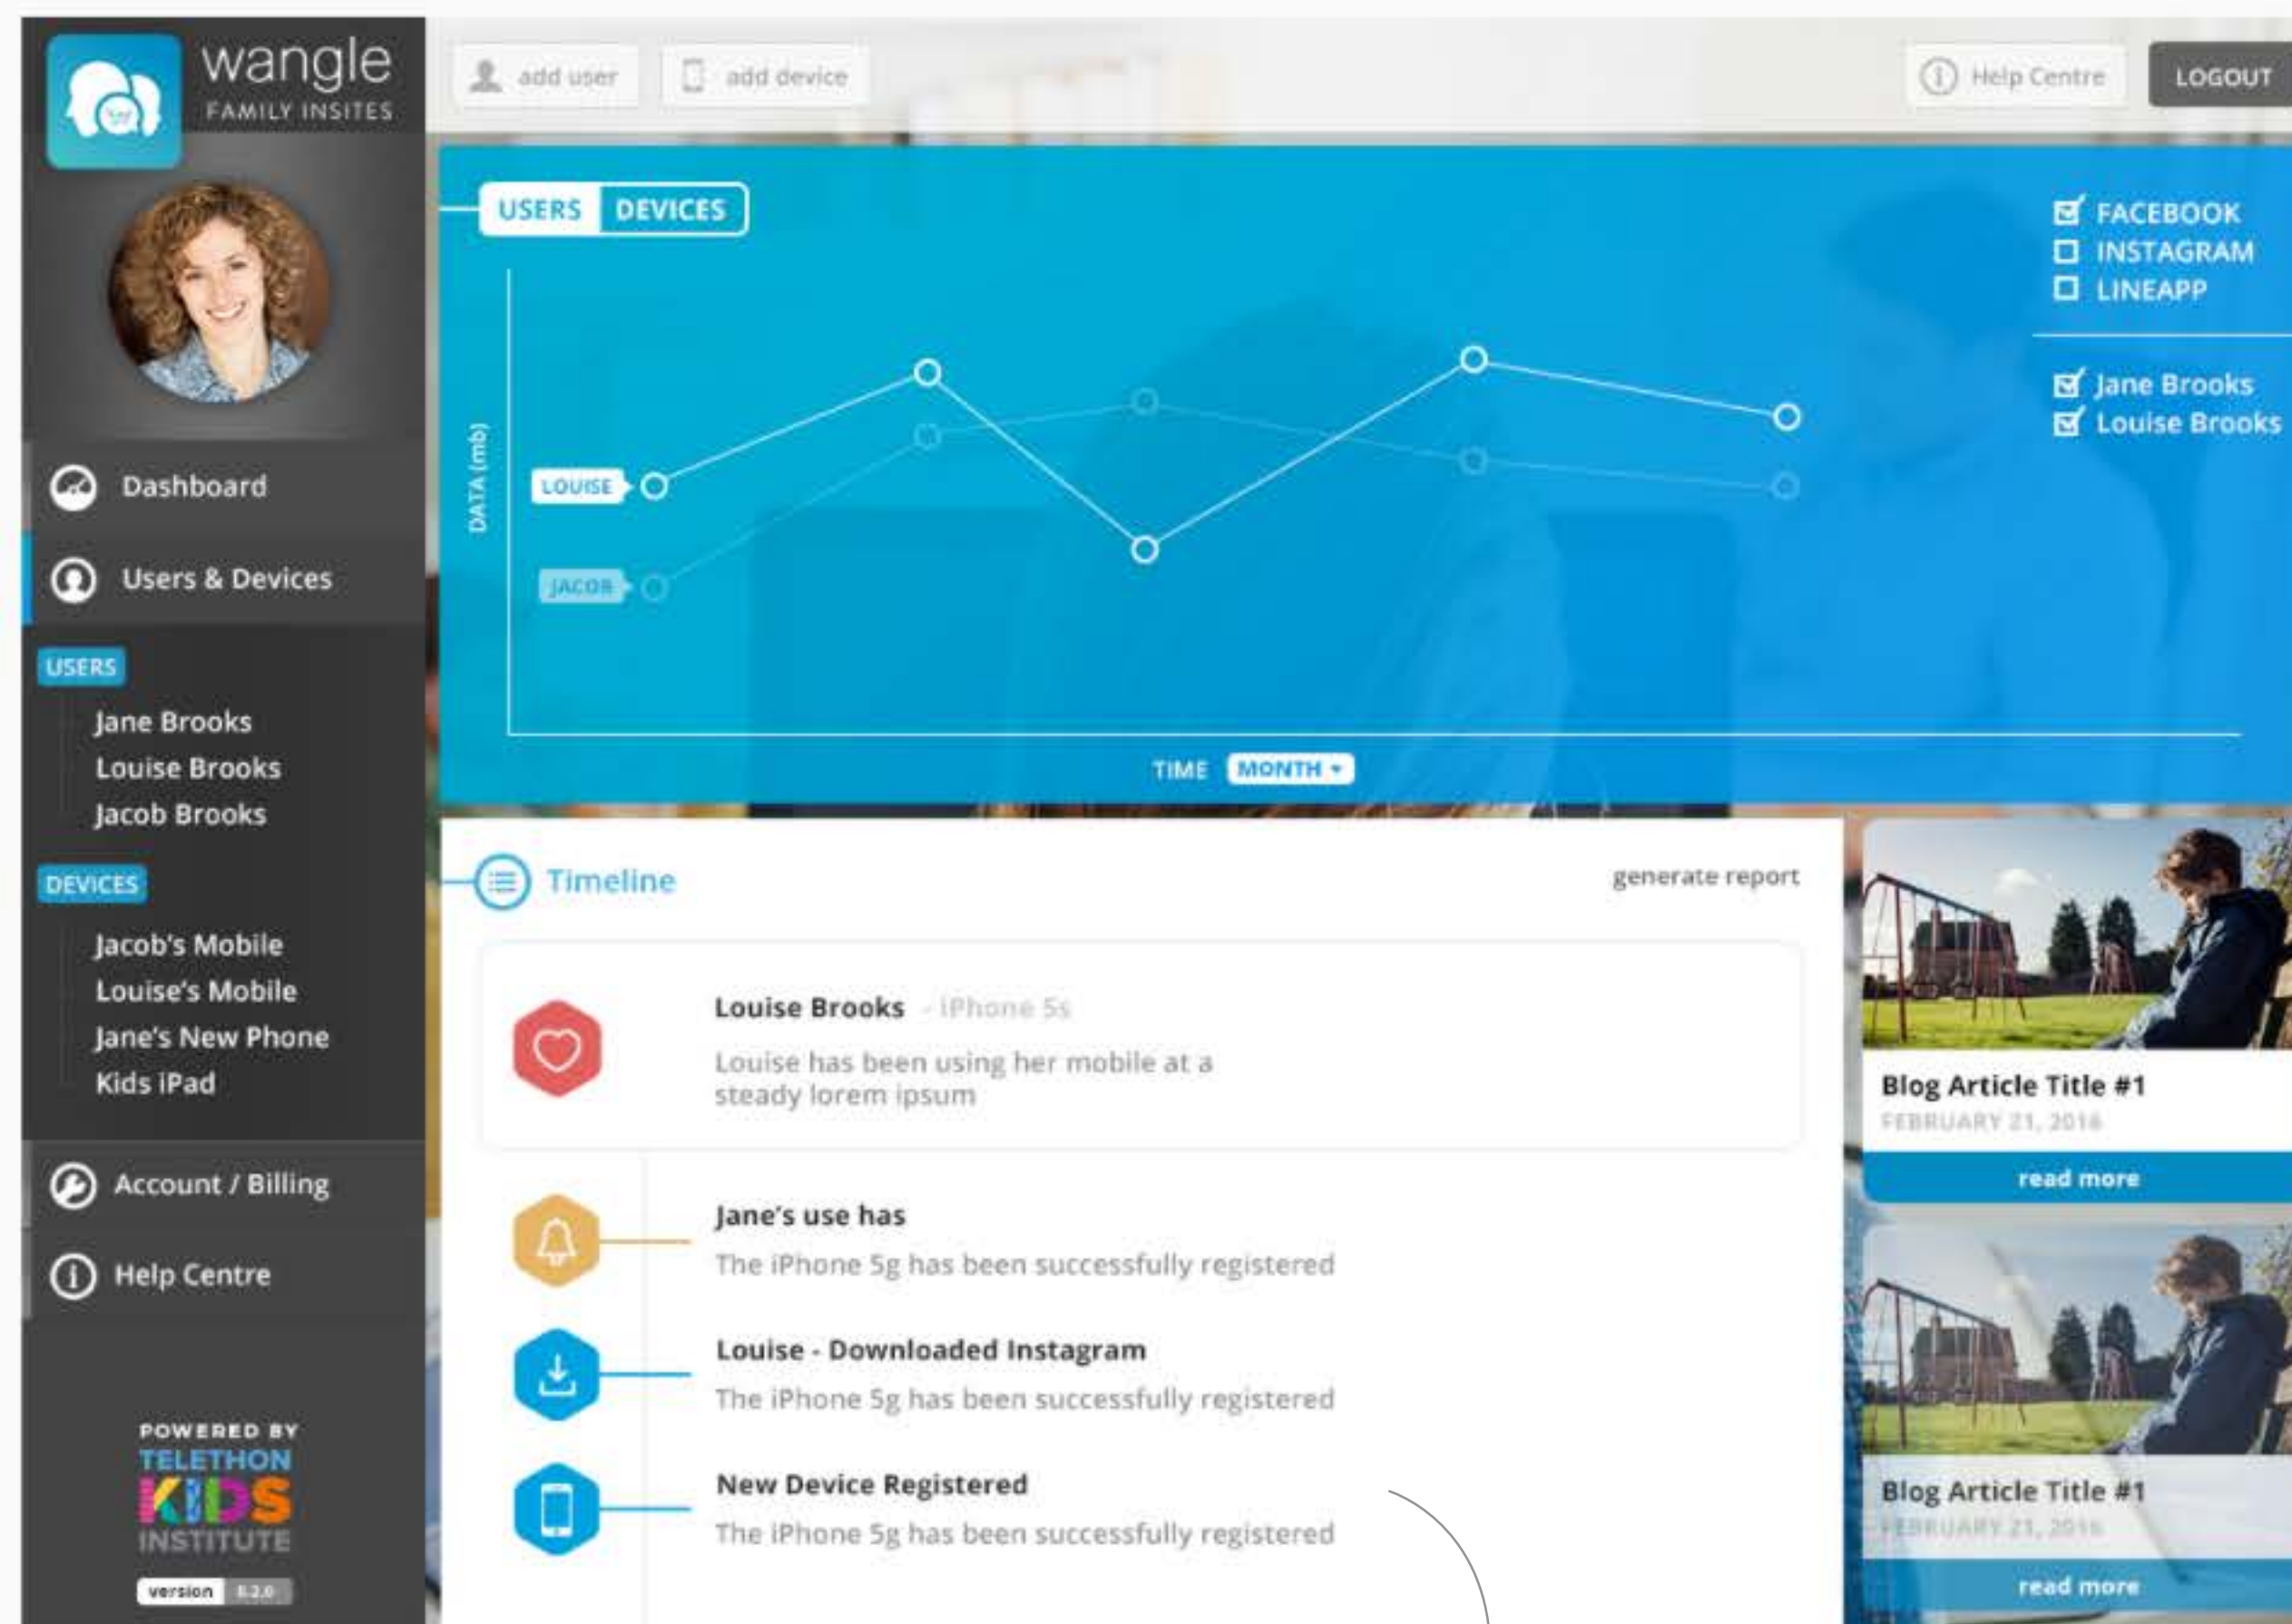 wangle
FAMILY INSITES
add user
add device
Help Centre
LOGOUT
Dashboard
Users & Devices
USERS
Jane Brooks
Louise Brooks
Jacob Brooks
DEVICES
Jacob's Mobile
Louise's Mobile
Jane's New Phone
Kids iPad
Account / Billing
Help Centre
POWERED BY
TELETHON
KIDS
INSTITUTE
version
USERS DEVICES
FACEBOOK
INSTAGRAM
LINEAPP
Jane Brooks
Louise Brooks
DATA (mb)
LOUISE
JACOB
TIME MONTH
Timeline
generate report
Louise Brooks - iPhone 5s
Louise has been using her mobile at a
steady lorem ipsum
Jane's use has
The iPhone 5g has been successfully registered
Louise - Downloaded Instagram
The iPhone 5g has been successfully registered
New Device Registered
The iPhone 5g has been successfully registered
Blog Article Title #1
FEBRUARY 21, 2016
read more
Blog Article Title #1
FEBRUARY 21, 2016
read more